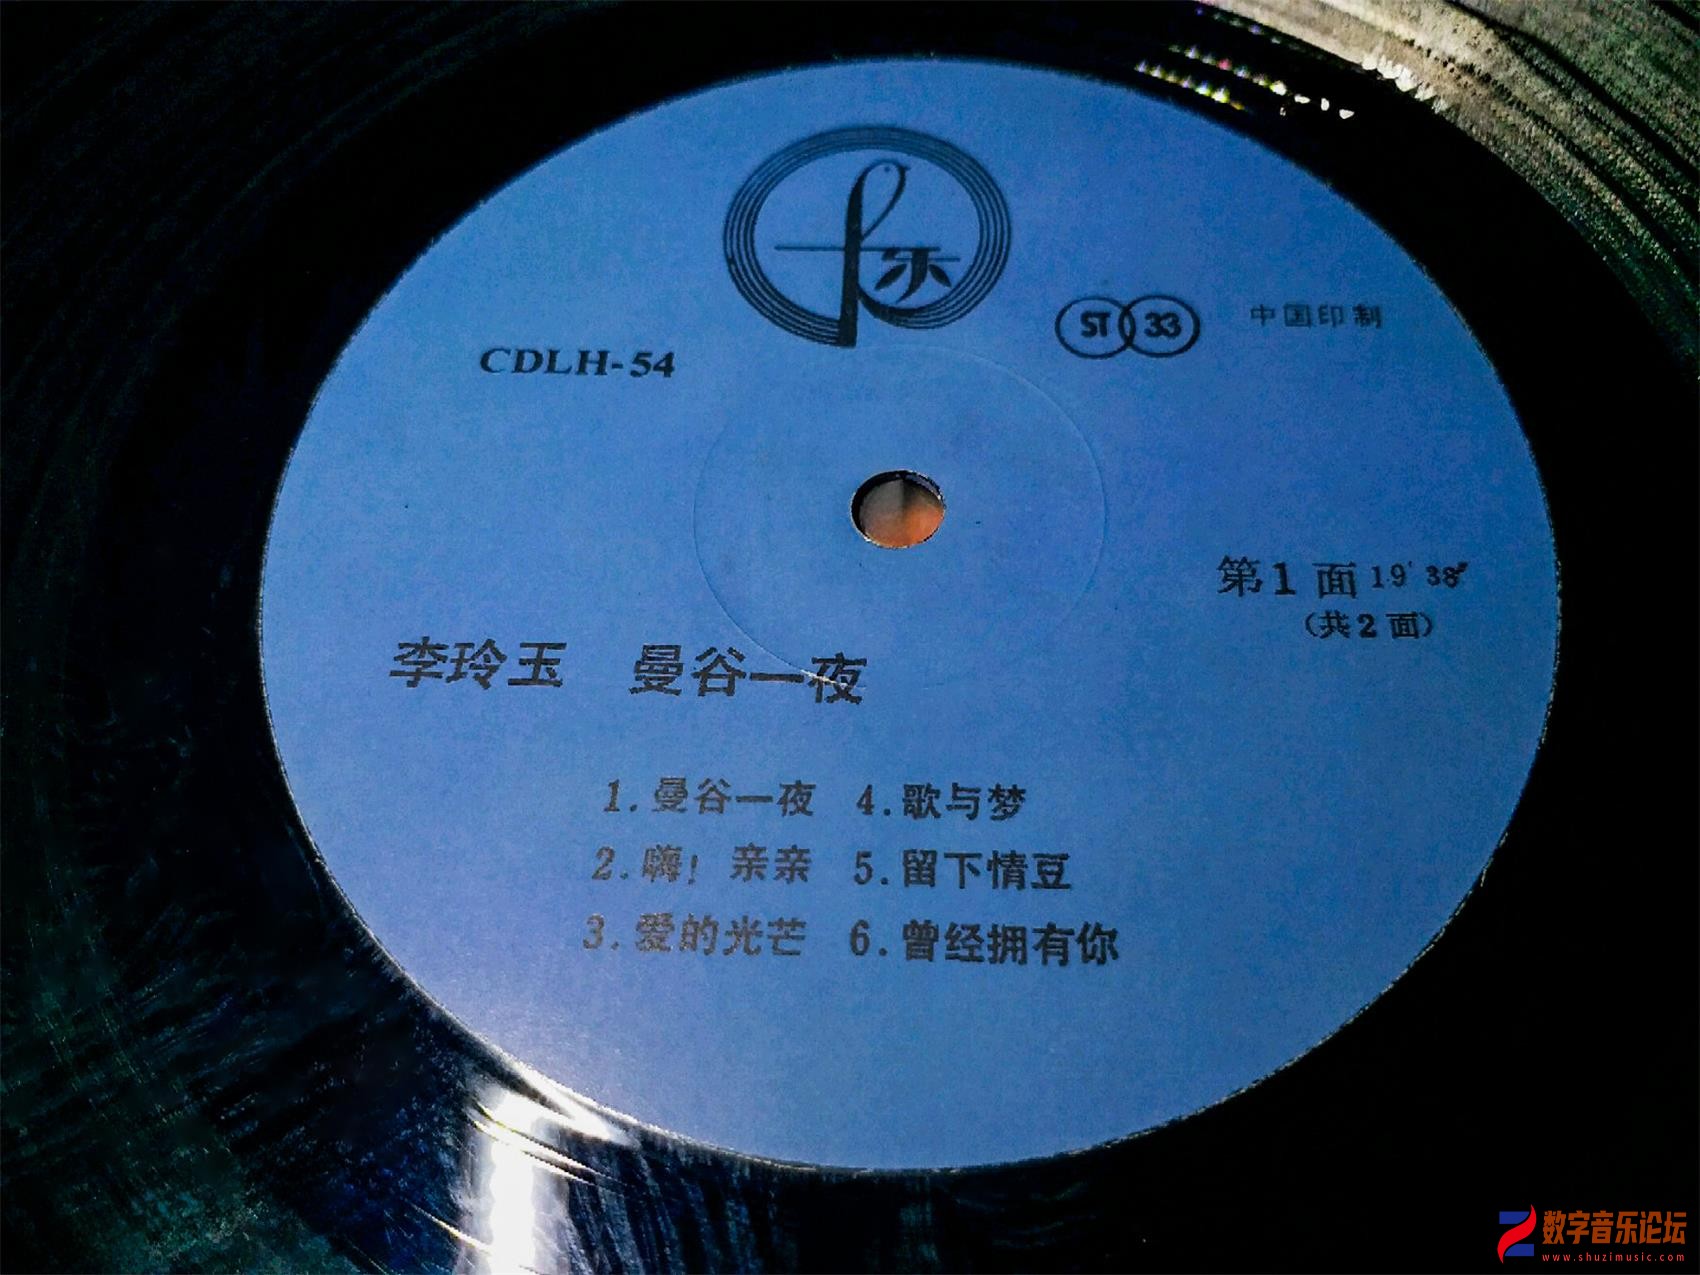 乐
ST 33 中国印制
CDLH-54
第1面 19′38″
(共2面)
李玲玉 曼谷一夜
1.曼谷一夜 4.歌与梦
2.嗨！亲亲 5.留下情豆
3.爱的光芒 6.曾经拥有你
数字音乐论坛
www.shuzimusic.com